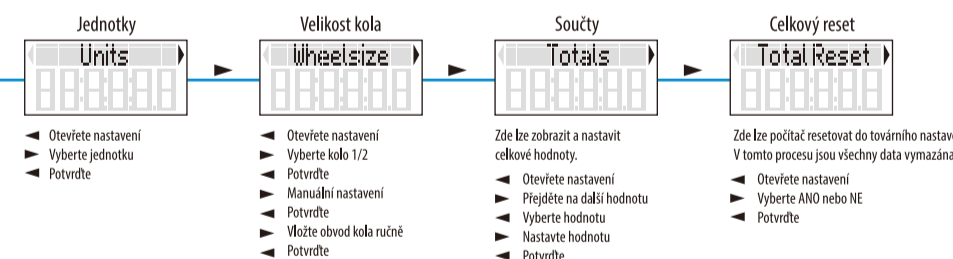 Jednotky
Units
Otevřete nastavení
Vyberte jednotku
Potvrďte
Velikost kola
Wheelsize
Otevřete nastavení
Vyberte kolo 1/2
Potvrďte
Manuální nastavení
Potvrďte
Vložte obvod kola ručně
Potvrďte
Součty
Totals
Zde lze zobrazit a nastavit
celkové hodnoty.
Otevřete nastavení
Přejděte na další hodnotu
Vyberte hodnotu
Nastavte hodnotu
Potvrďte
Celkový reset
Total Reset
Zde lze počítač resetovat do továrního nastave
V tomto procesu jsou všechny data vymazána
Otevřete nastavení
Vyberte ANO nebo NE
Potvrďte